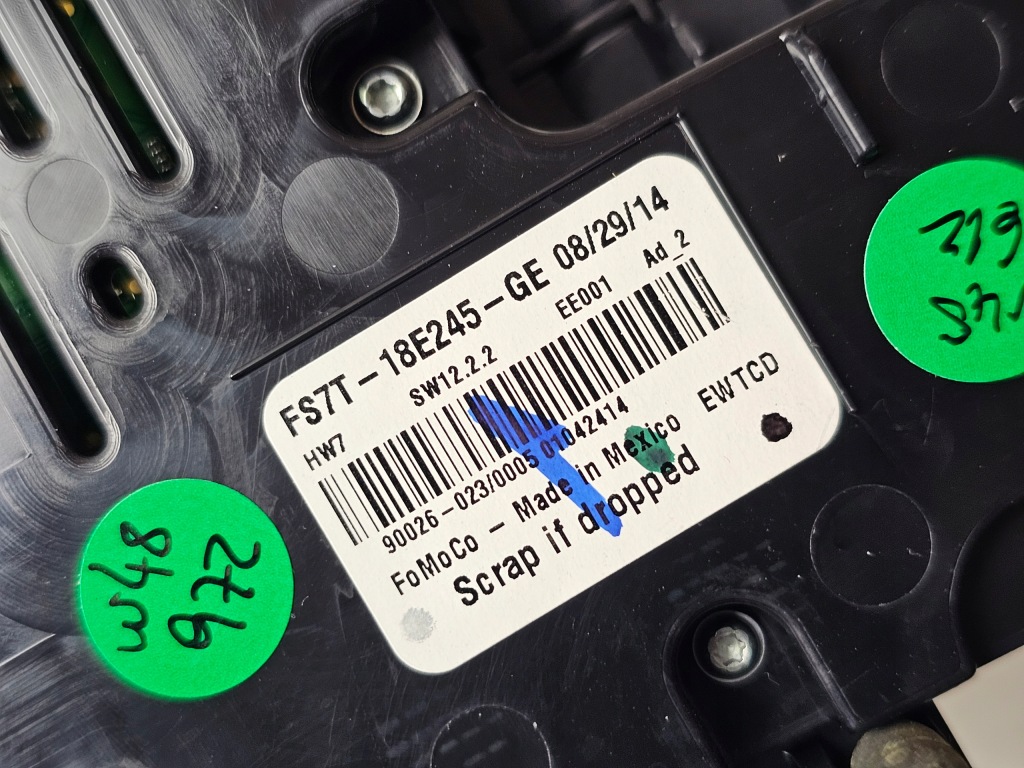 FS7T-18E245-GE 08/29/14
HW7 SW12.2.2 EE001 Ad_2
90026-023/0005 01042414
FoMoCo - Made in Mexico EWTCD
Scrap if dropped
W48
972